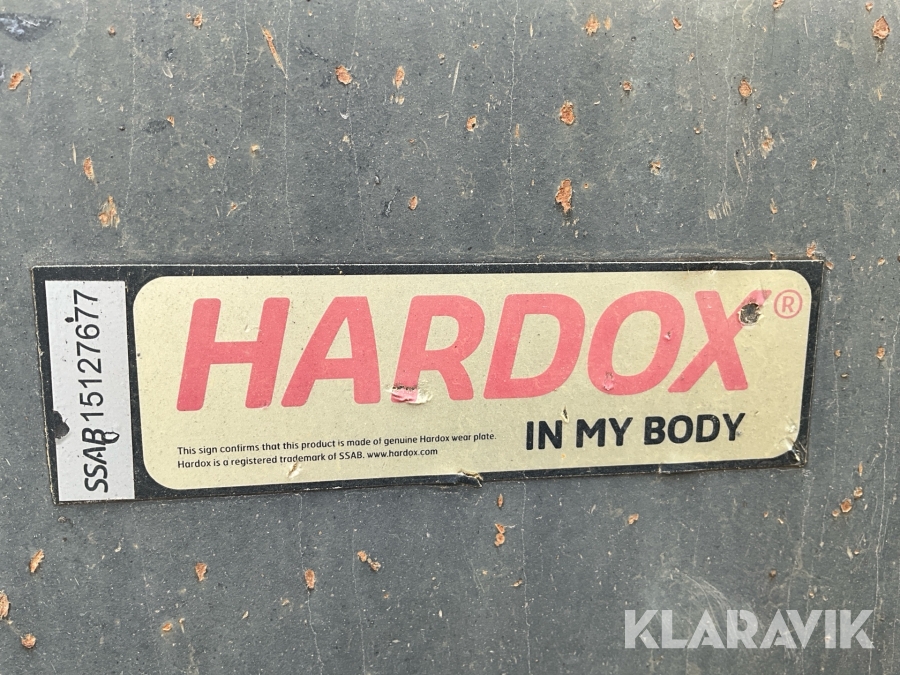 SSAB 15127677
HARDOX®
IN MY BODY
This sign confirms that this product is made of genuine Hardox wear plate.
Hardox is a registered trademark of SSAB. www.hardox.com
KLARAVIK